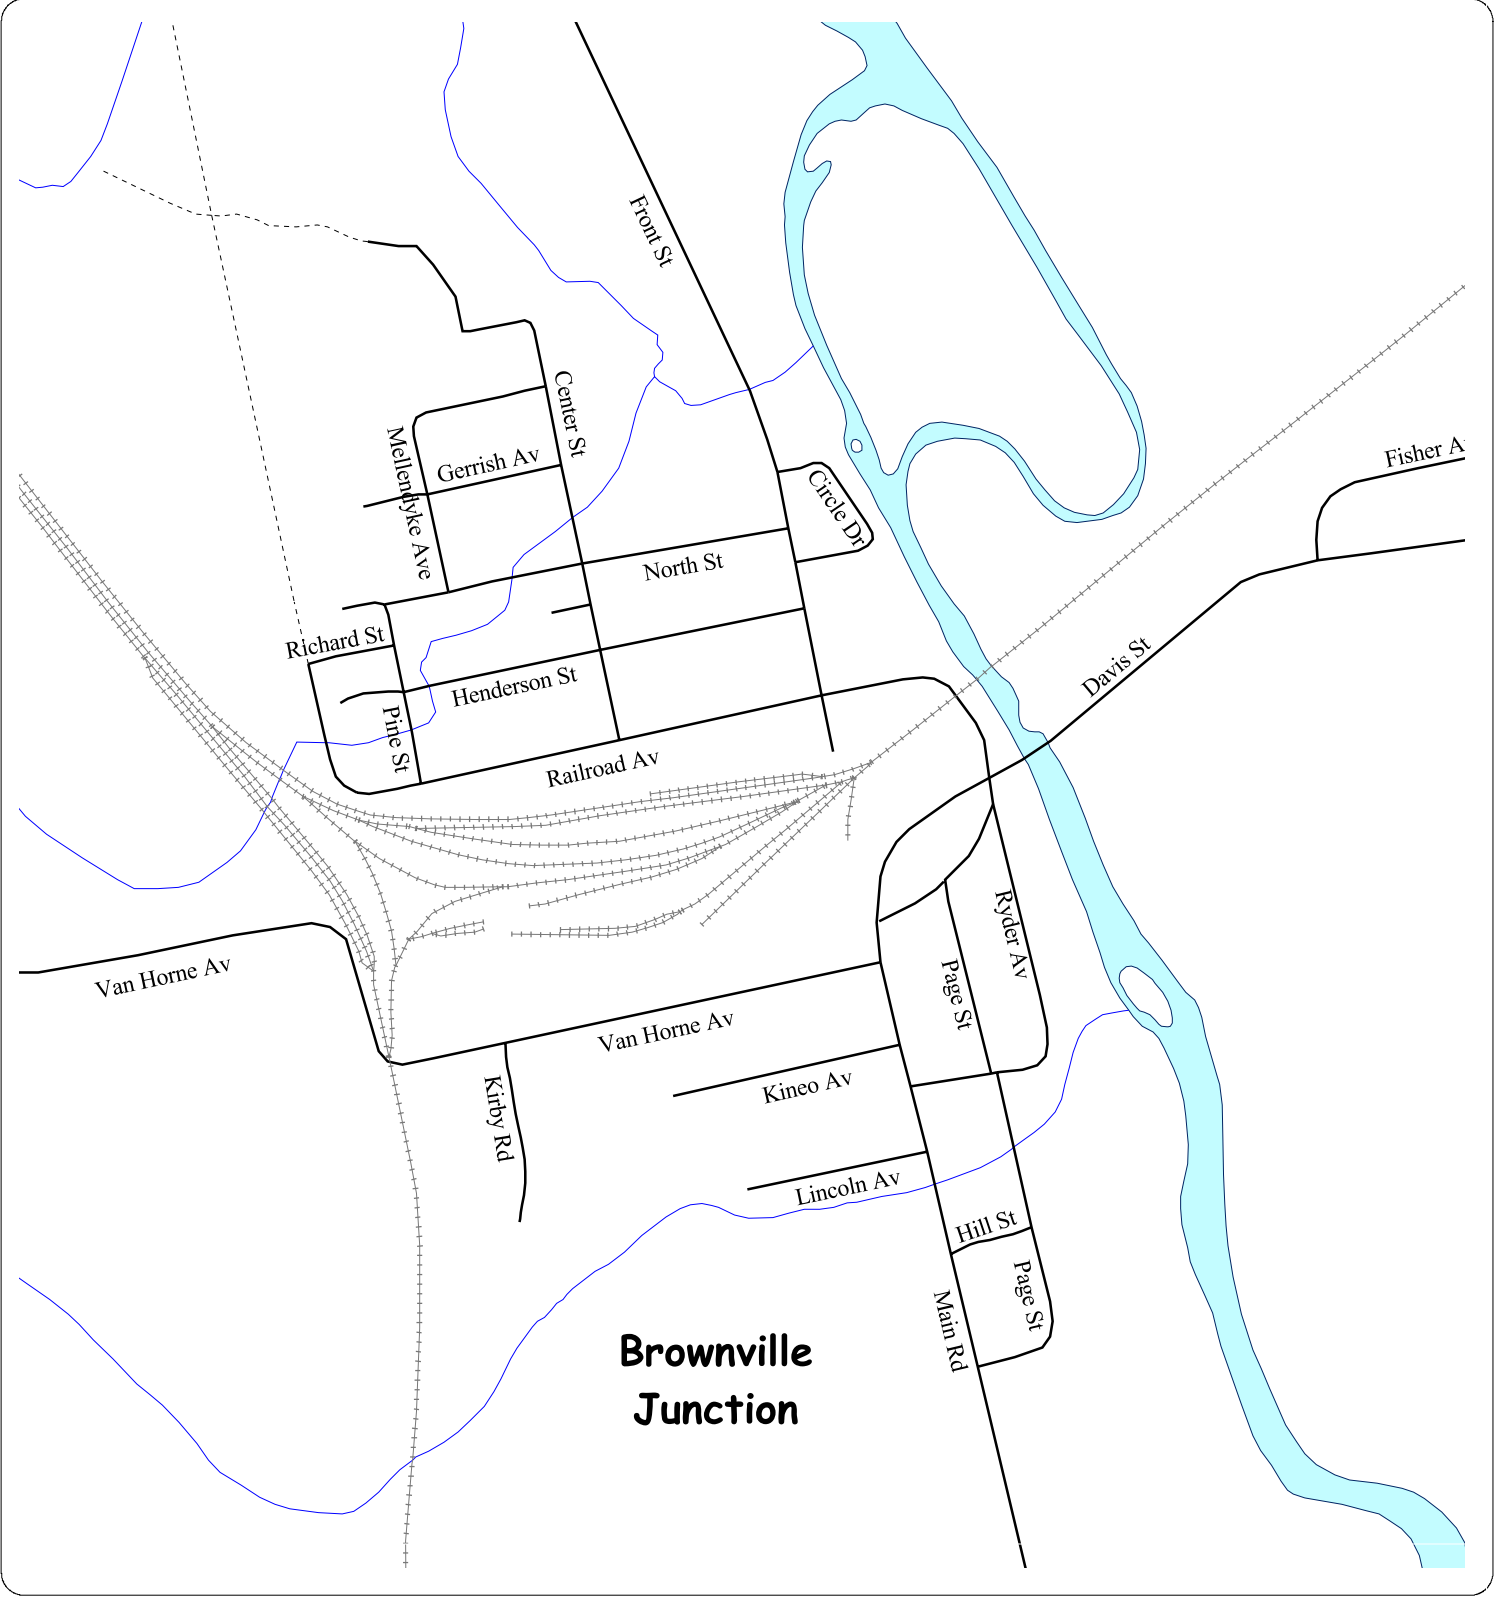 Front St
Center St
Mellendyke Ave
Gerrish Av
Circle Dr
Fisher A
North St
Richard St
Henderson St
Davis St
Pine St
Railroad Av
Ryder Av
Van Horne Av
Page St
Van Horne Av
Kineo Av
Kirby Rd
Lincoln Av
Hill St
Page St
Main Rd
Brownville
Junction